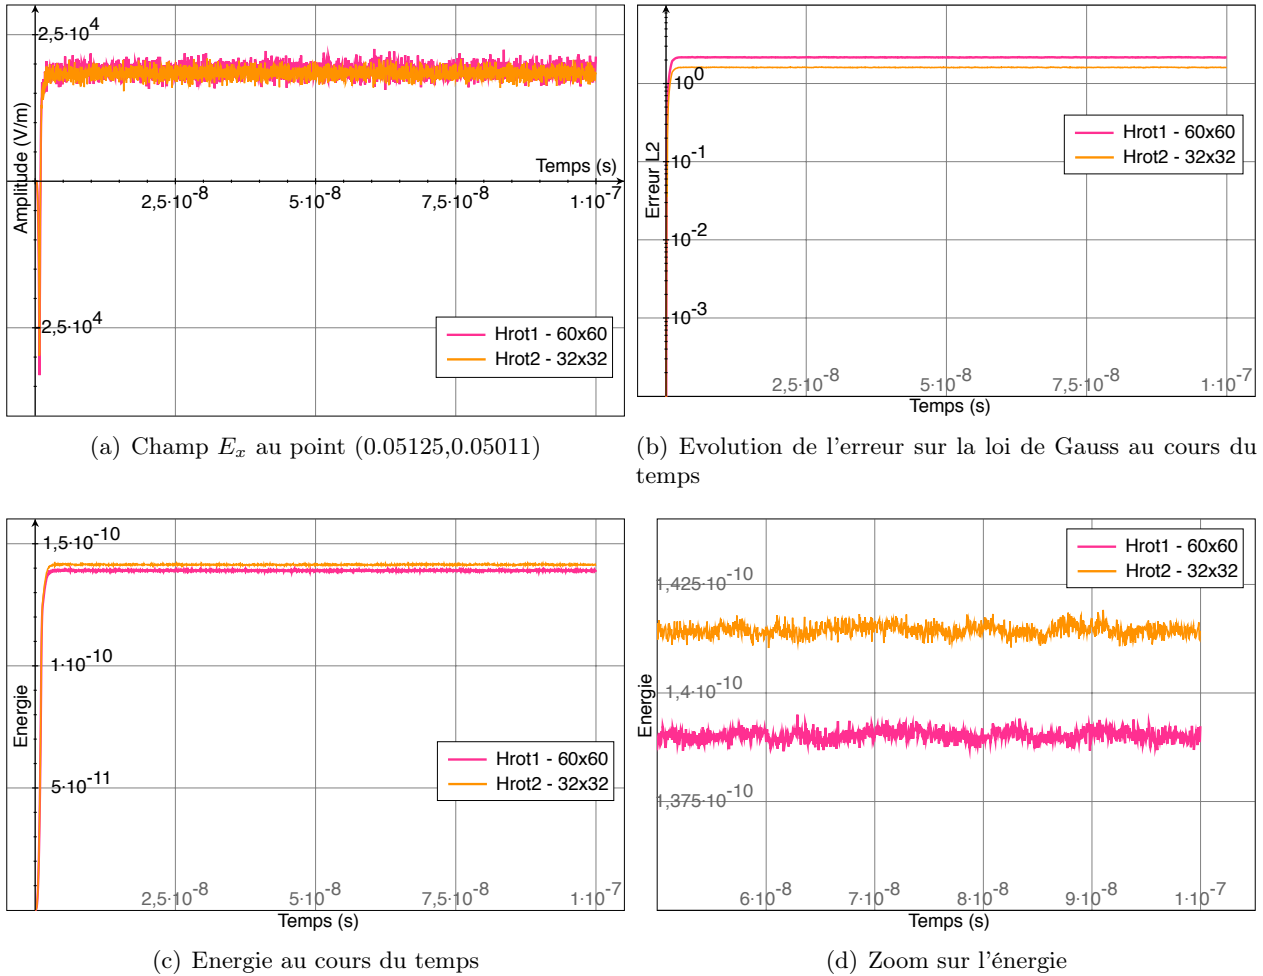 2,5·10⁴
Amplitude (V/m)
Temps (s)
2,5·10⁻⁸
5·10⁻⁸
7,5·10⁻⁸
1·10⁻⁷
2,5·10⁴
Hrot1 - 60x60
Hrot2 - 32x32
(a) Champ Eₓ au point (0.05125,0.05011)
10⁰
10⁻¹
10⁻²
10⁻³
Erreur L2
Hrot1 - 60x60
Hrot2 - 32x32
2,5·10⁻⁸
5·10⁻⁸
7,5·10⁻⁸
1·10⁻⁷
Temps (s)
(b) Evolution de l'erreur sur la loi de Gauss au cours du
temps
1,5·10⁻¹⁰
1·10⁻¹⁰
5·10⁻¹¹
Energie
Hrot1 - 60x60
Hrot2 - 32x32
2,5·10⁻⁸
5·10⁻⁸
7,5·10⁻⁸
1·10⁻⁷
Temps (s)
(c) Energie au cours du temps
Hrot1 - 60x60
Hrot2 - 32x32
1,425·10⁻¹⁰
1,4·10⁻¹⁰
1,375·10⁻¹⁰
Energie
6·10⁻⁸
7·10⁻⁸
8·10⁻⁸
9·10⁻⁸
1·10⁻⁷
Temps (s)
(d) Zoom sur l'énergie